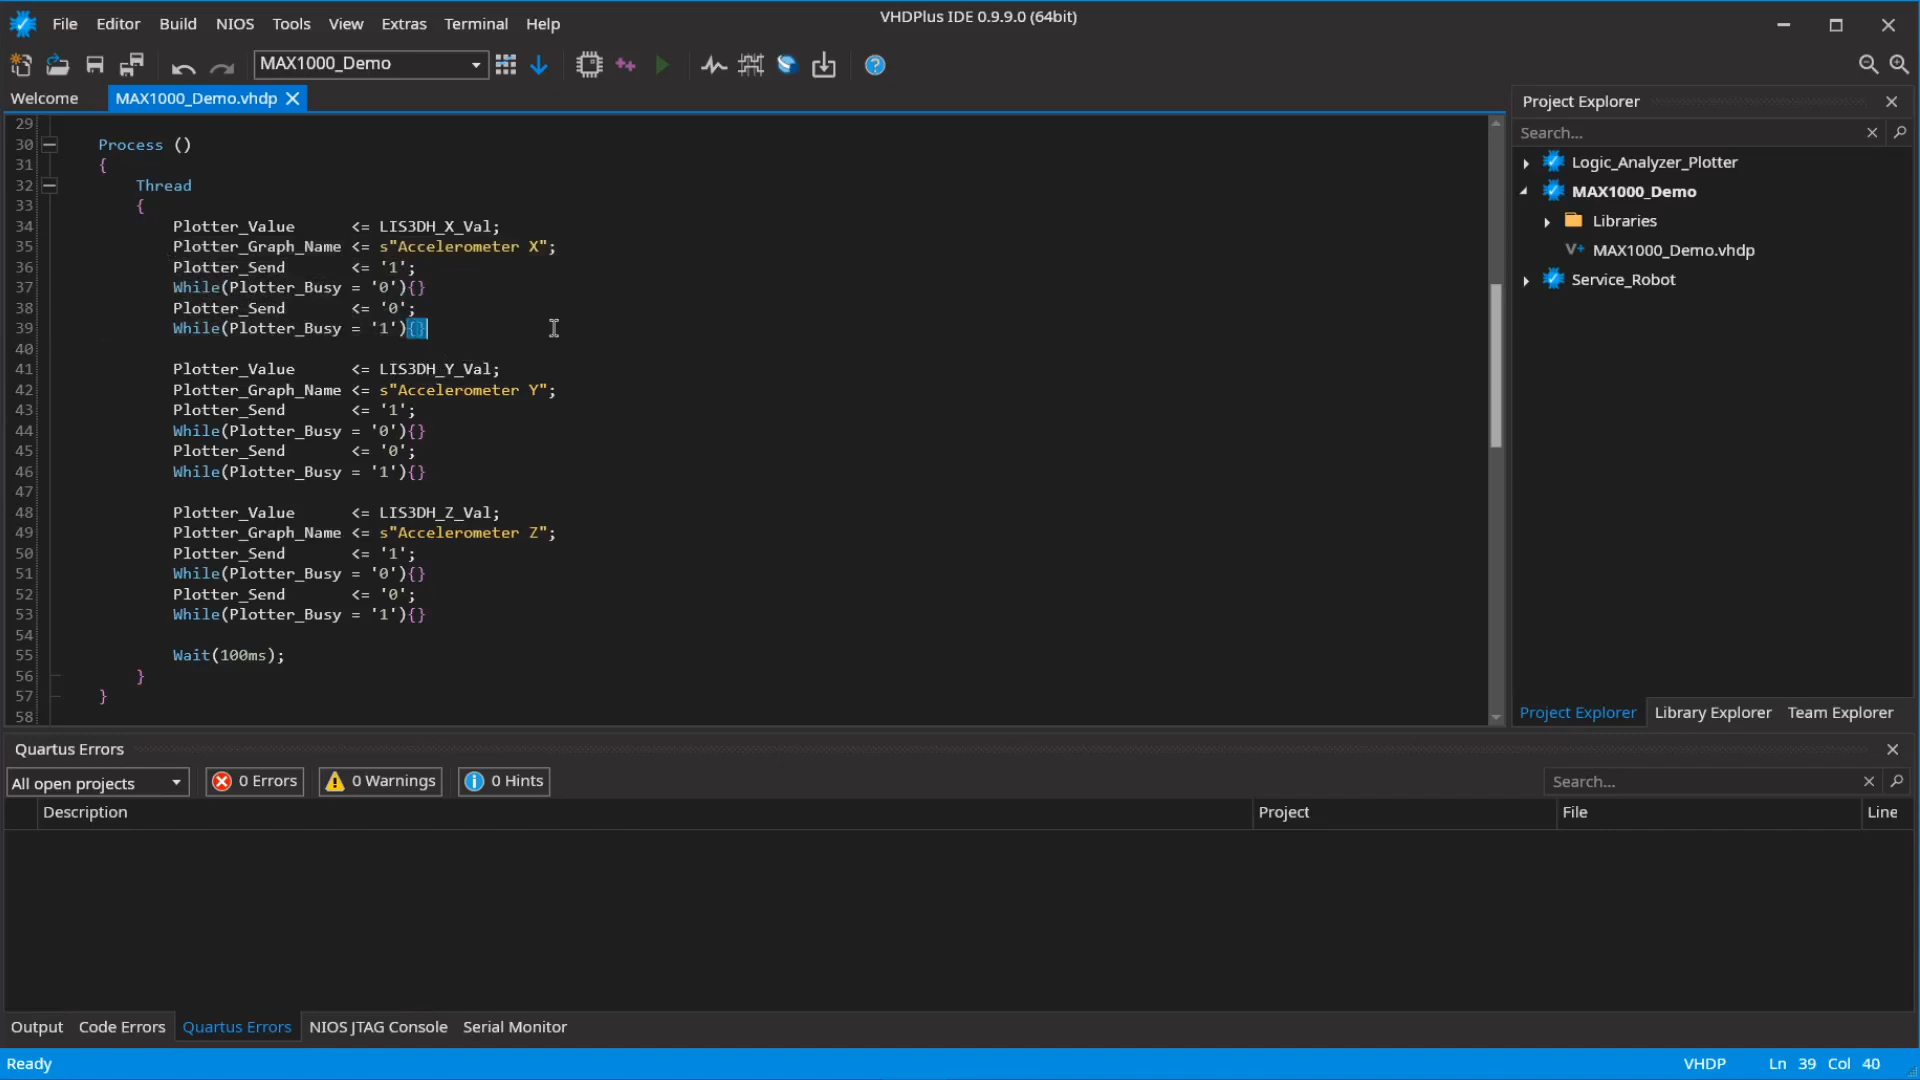 VHDPlus IDE 0.9.9.0 (64bit)
File Editor Build NIOS Tools View Extras Terminal Help
MAX1000_Demo
Welcome MAX1000_Demo.vhdp
29
30 Process ()
31 {
32 Thread
33 {
34 Plotter_Value <= LIS3DH_X_Val;
35 Plotter_Graph_Name <= s"Accelerometer X";
36 Plotter_Send <= '1';
37 While(Plotter_Busy = '0'){}
38 Plotter_Send <= '0';
39 While(Plotter_Busy = '1'){}
40
41 Plotter_Value <= LIS3DH_Y_Val;
42 Plotter_Graph_Name <= s"Accelerometer Y";
43 Plotter_Send <= '1';
44 While(Plotter_Busy = '0'){}
45 Plotter_Send <= '0';
46 While(Plotter_Busy = '1'){}
47
48 Plotter_Value <= LIS3DH_Z_Val;
49 Plotter_Graph_Name <= s"Accelerometer Z";
50 Plotter_Send <= '1';
51 While(Plotter_Busy = '0'){}
52 Plotter_Send <= '0';
53 While(Plotter_Busy = '1'){}
54
55 Wait(100ms);
56 }
57 }
58
Project Explorer
Search...
Logic_Analyzer_Plotter
MAX1000_Demo
Libraries
V+ MAX1000_Demo.vhdp
Service_Robot
Project Explorer Library Explorer Team Explorer
Quartus Errors
All open projects 0 Errors 0 Warnings 0 Hints Search...
Description Project File Line
Output Code Errors Quartus Errors NIOS JTAG Console Serial Monitor
Ready VHDP Ln 39 Col 40